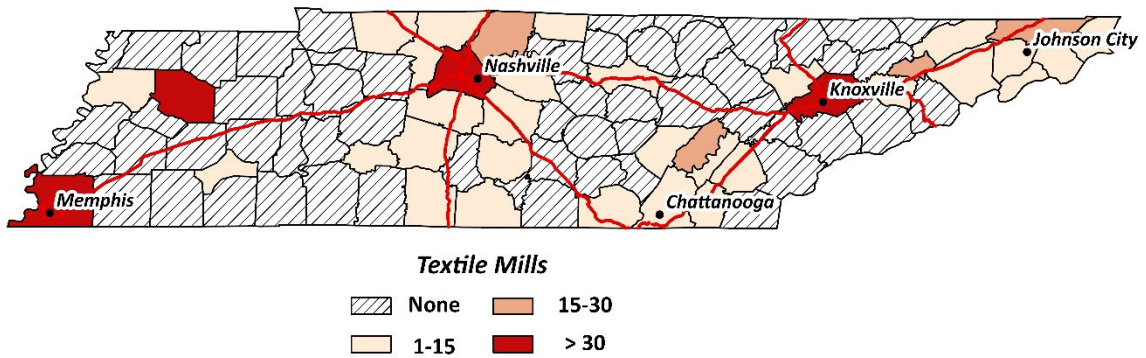 Johnson City
Nashville
Knoxville
Memphis
Chattanooga
Textile Mills
None
15-30
1-15
> 30